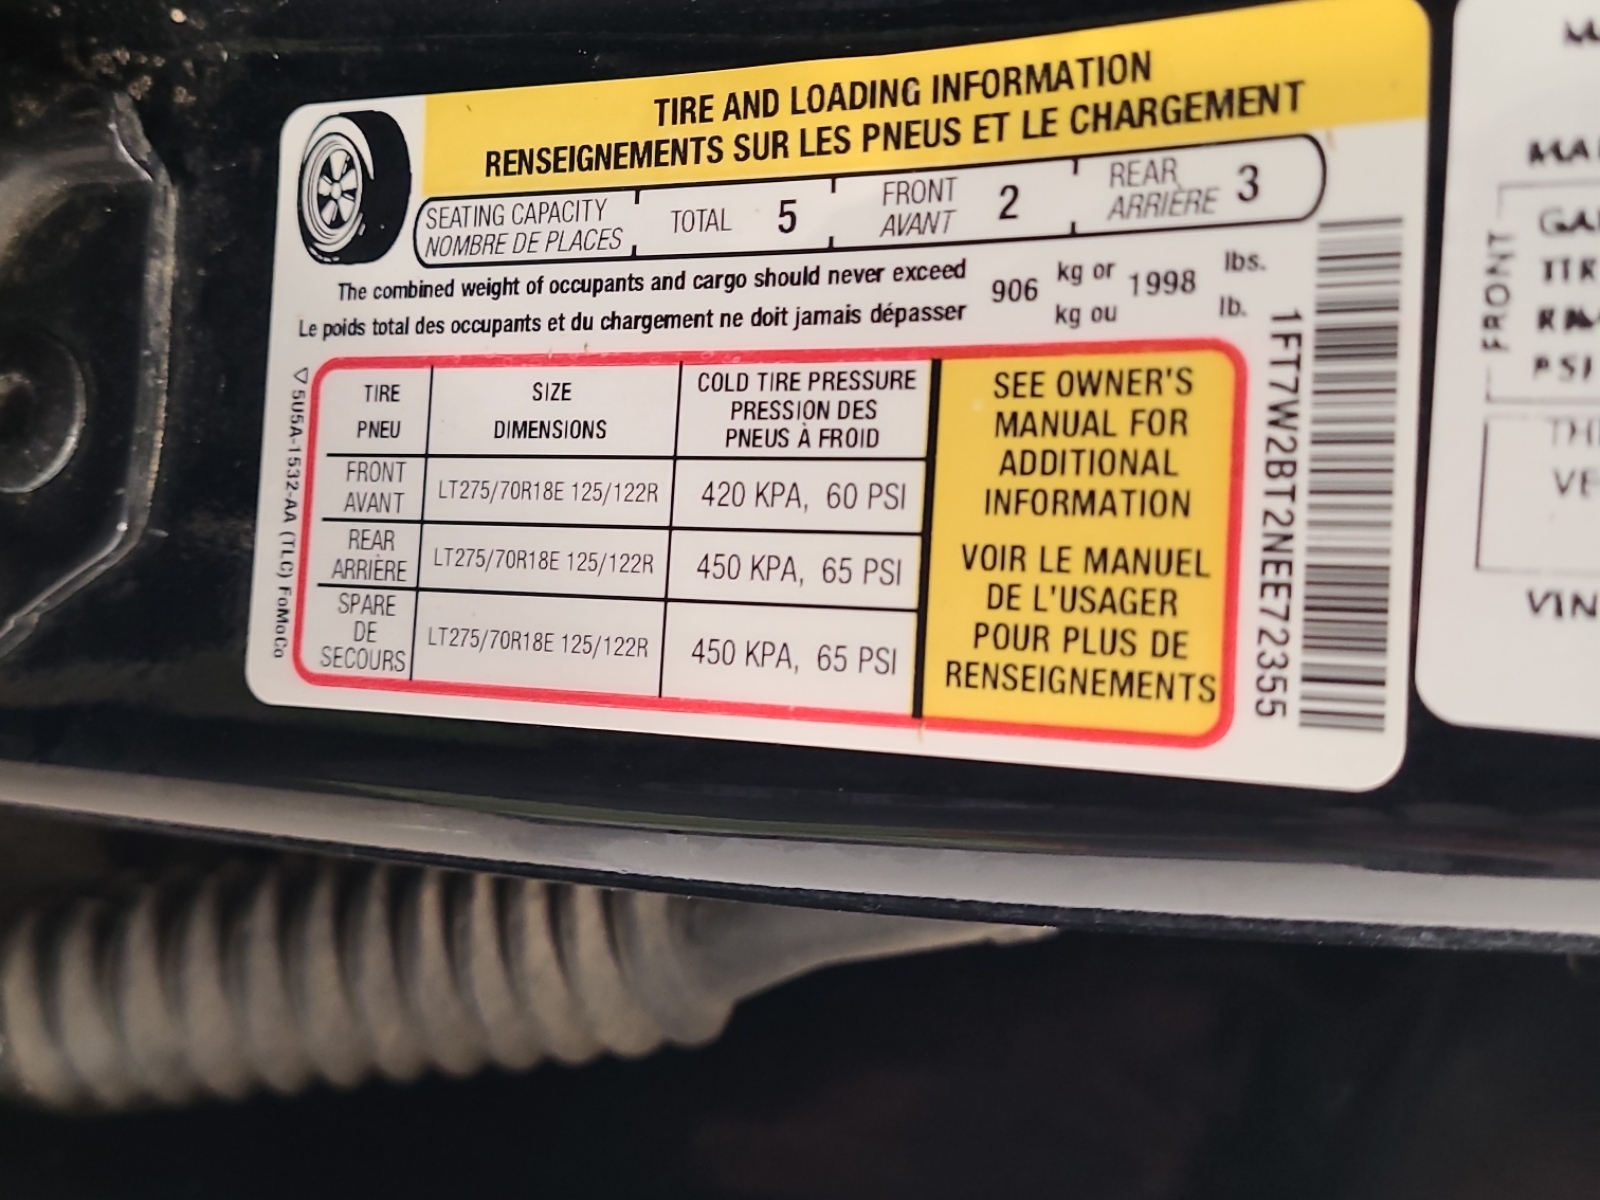 TIRE AND LOADING INFORMATION
RENSEIGNEMENTS SUR LES PNEUS ET LE CHARGEMENT
SEATING CAPACITY
NOMBRE DE PLACES
TOTAL 5
FRONT
AVANT
2
REAR
ARRIÈRE
3
The combined weight of occupants and cargo should never exceed
Le poids total des occupants et du chargement ne doit jamais dépasser
906
kg or
kg ou
1998
lbs.
lb.
TIRE
PNEU
SIZE
DIMENSIONS
COLD TIRE PRESSURE
PRESSION DES
PNEUS À FROID
FRONT
AVANT
LT275/70R18E 125/122R
420 KPA, 60 PSI
REAR
ARRIÈRE
LT275/70R18E 125/122R
450 KPA, 65 PSI
SPARE
DE
SECOURS
LT275/70R18E 125/122R
450 KPA, 65 PSI
SEE OWNER'S
MANUAL FOR
ADDITIONAL
INFORMATION
VOIR LE MANUEL
DE L'USAGER
POUR PLUS DE
RENSEIGNEMENTS
5U5A-1532-AA (TLC) FoMoCo
1FT7W2BT2NEE72355
FRONT
PSI
VIN